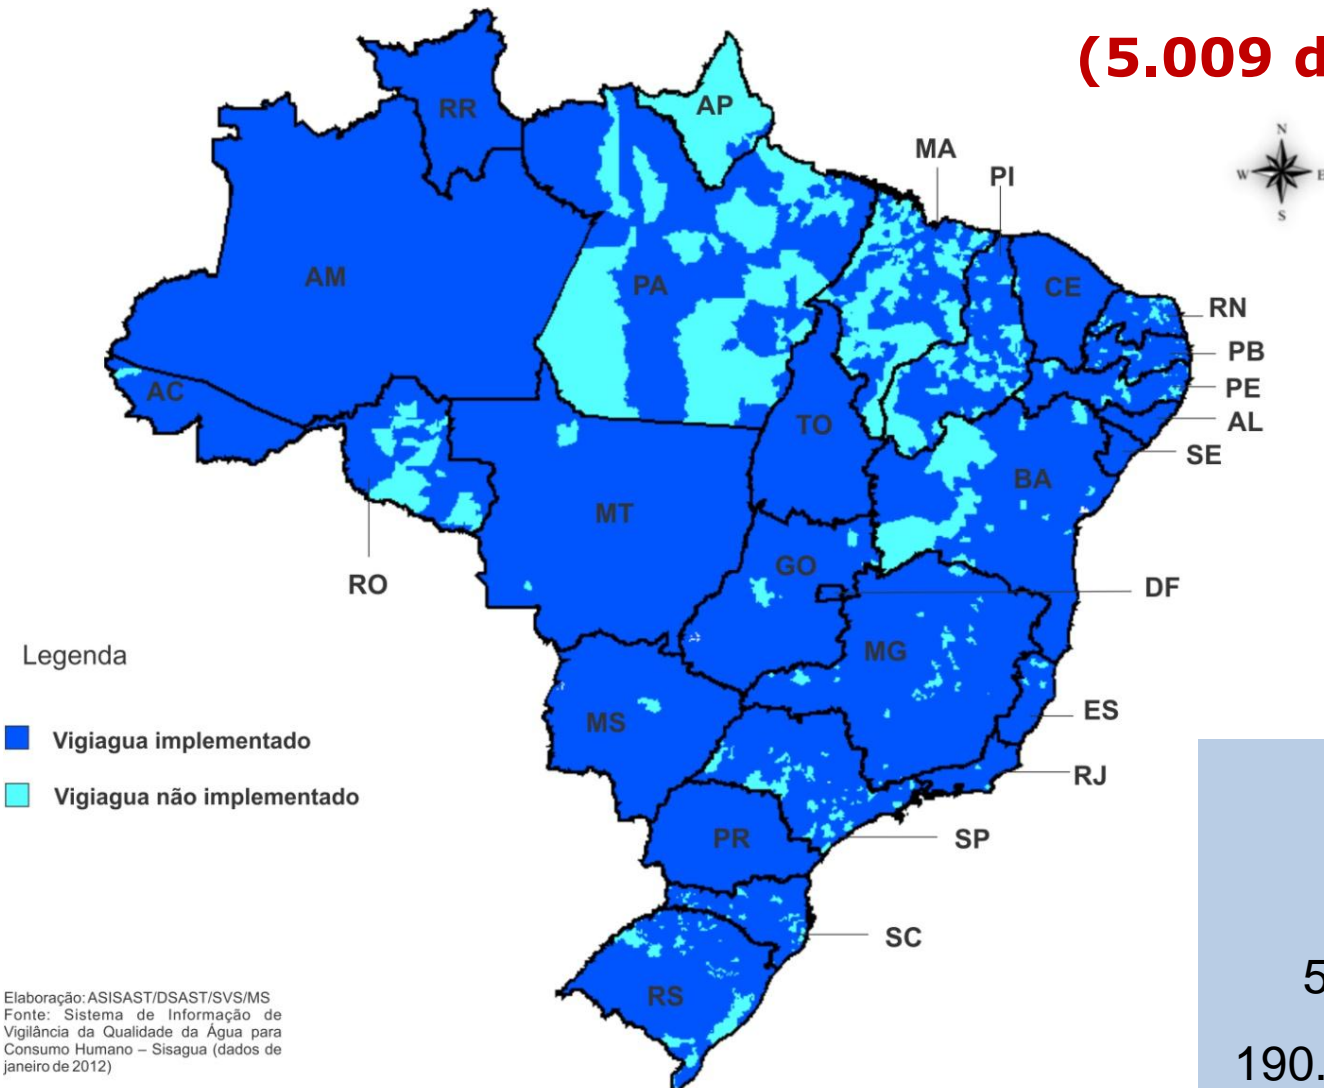 (5.009 d
N
W E
S
RR
AP
MA
PI
AM
PA
CE
RN
PB
PE
AL
SE
AC
TO
BA
MT
RO
GO
DF
MG
ES
MS
RJ
SP
PR
SC
RS
Legenda
Vigiagua implementado
Vigiagua não implementado
Elaboração: ASISAST/DSAST/SVS/MS
Fonte: Sistema de Informação de
Vigilância da Qualidade da Água para
Consumo Humano – Sisagua (dados de
janeiro de 2012)
5
190.